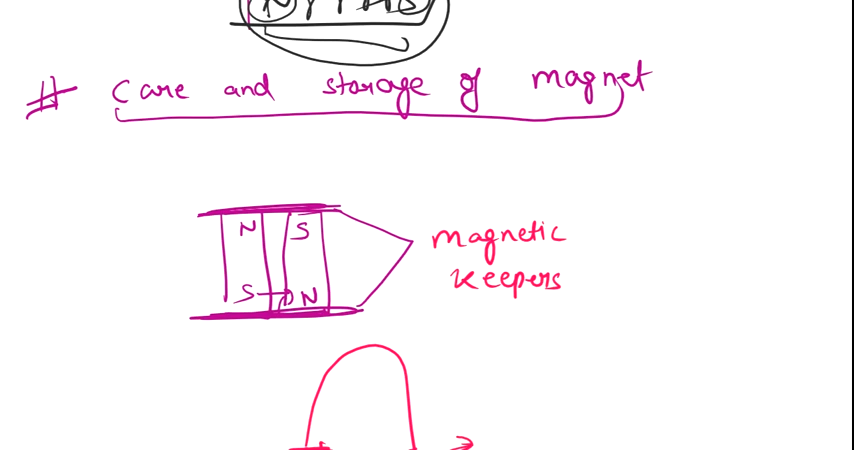 # Care and storage of magnet
N S
S N
magnetic
keepers